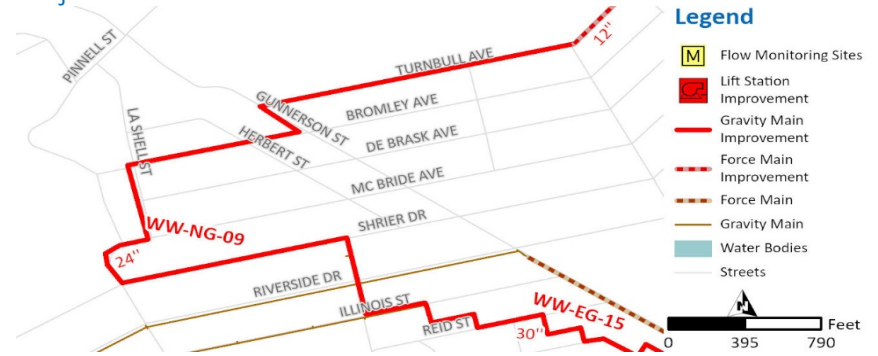 PINNELL ST
12"
TURNBULL AVE
GUNNERSON ST
BROMLEY AVE
LA SHELL ST
HERBERT ST
DE BRASK AVE
MC BRIDE AVE
SHRIER DR
WW-NG-09
24"
RIVERSIDE DR
ILLINOIS ST
REID ST
WW-EG-15
30"
Legend
M Flow Monitoring Sites
Lift Station
Improvement
Gravity Main
Improvement
Force Main
Improvement
Force Main
Gravity Main
Water Bodies
Streets
N
Feet
0 395 790